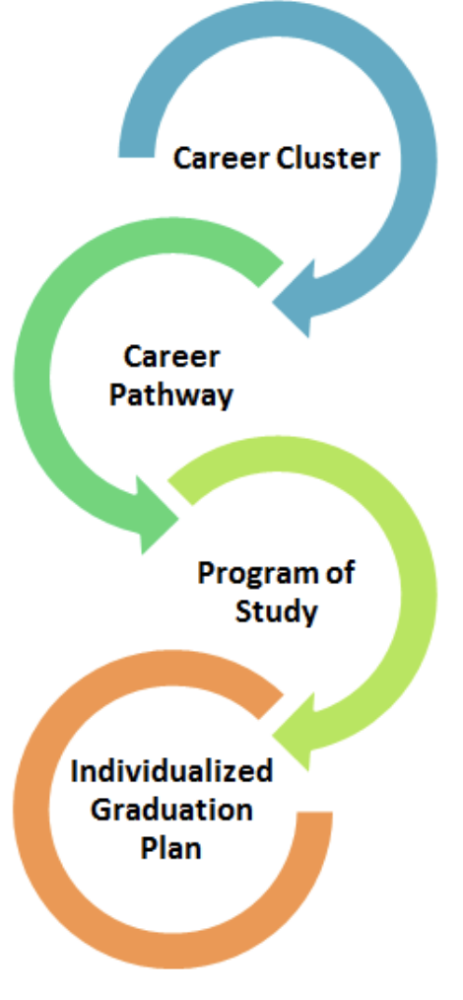 Career Cluster
Career
Pathway
Program of
Study
Individualized
Graduation
Plan